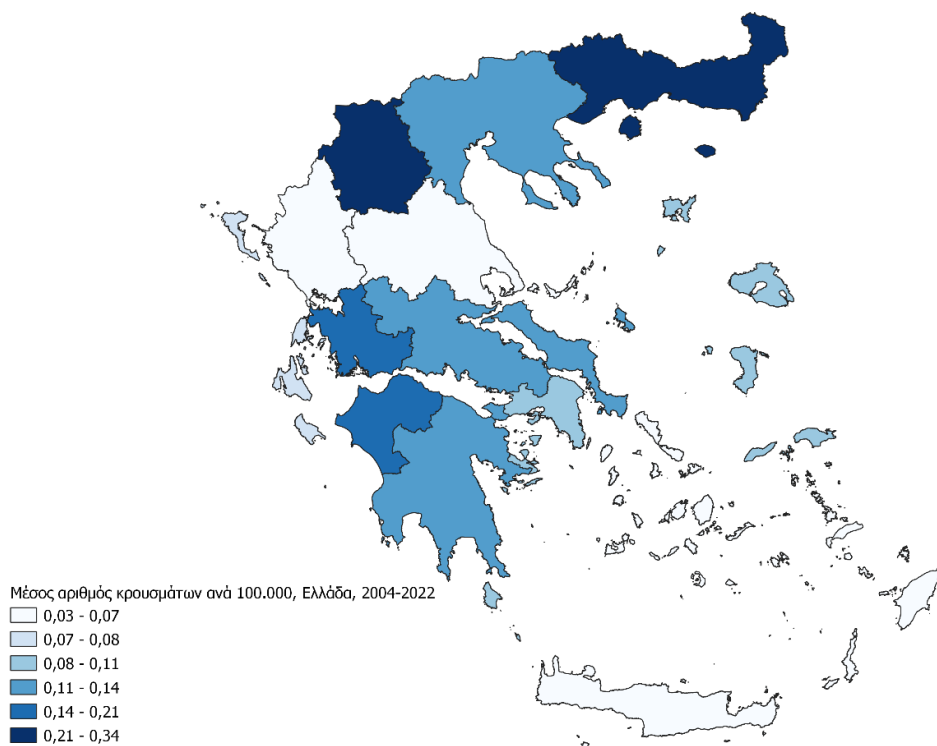 Μέσος αριθμός κρουσμάτων ανά 100.000, Ελλάδα, 2004-2022
0,03 - 0,07
0,07 - 0,08
0,08 - 0,11
0,11 - 0,14
0,14 - 0,21
0,21 - 0,34